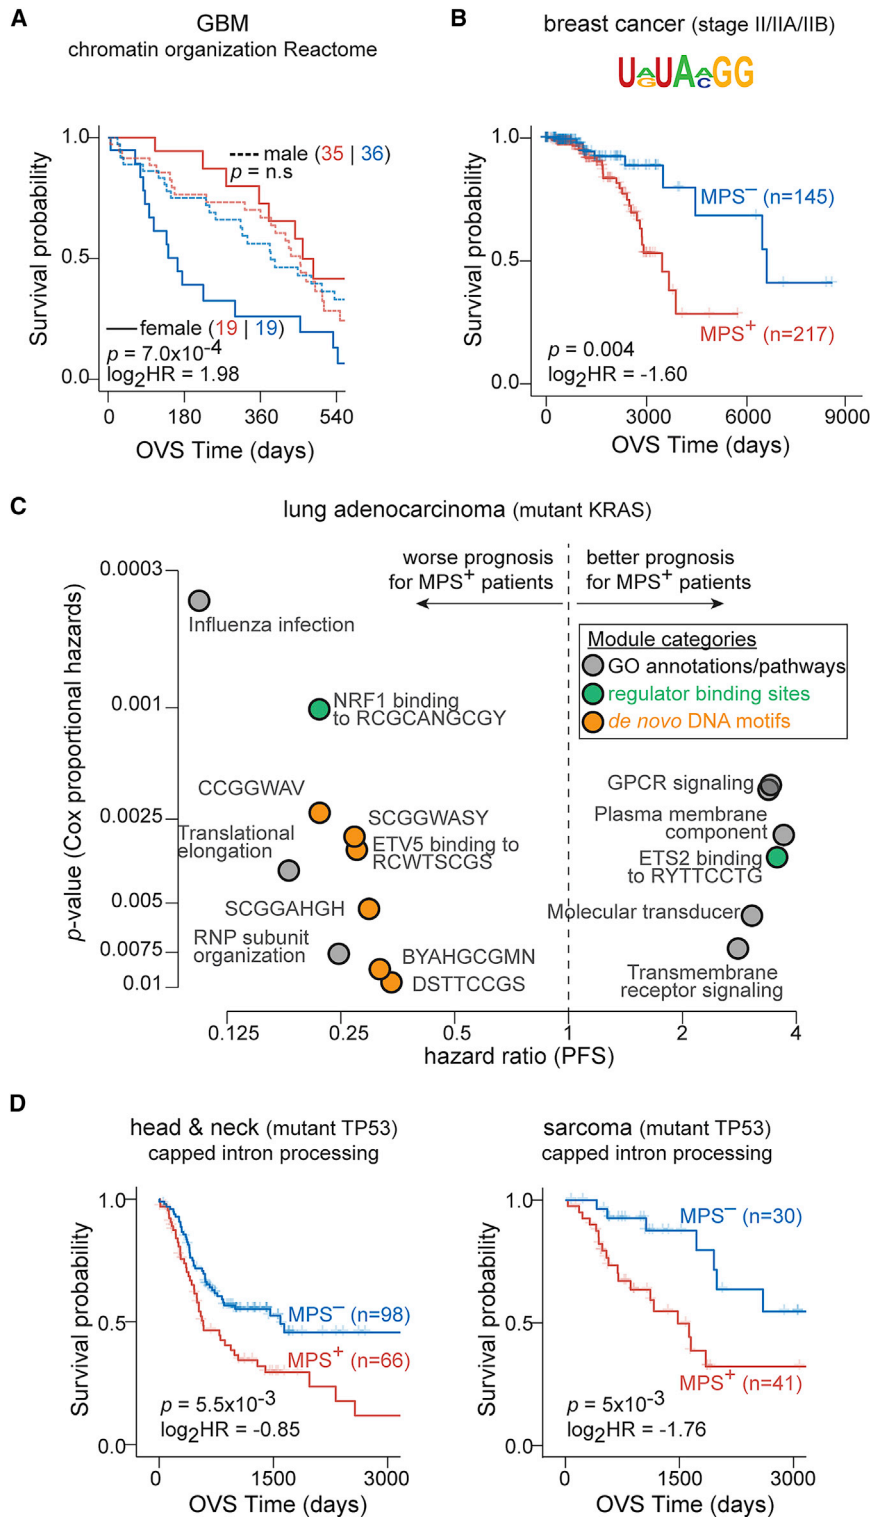 A
GBM
chromatin organization Reactome
Survival probability
1.0
0.5
0.0
male (35 | 36)
p = n.s
female (19 | 19)
p = 7.0x10⁻⁴
log₂HR = 1.98
0
180
360
540
OVS Time (days)
B
breast cancer (stage II/IIA/IIB)
UAUAAGG
GC
Survival probability
1.0
0.5
0.0
MPS⁻ (n=145)
MPS⁺ (n=217)
p = 0.004
log₂HR = -1.60
0
3000
6000
9000
OVS Time (days)
C
lung adenocarcinoma (mutant KRAS)
p-value (Cox proportional hazards)
0.0003
0.001
0.0025
0.005
0.0075
0.01
worse prognosis
for MPS⁺ patients
better prognosis
for MPS⁺ patients
Module categories
GO annotations/pathways
regulator binding sites
de novo DNA motifs
Influenza infection
NRF1 binding
to RCGCANGCGY
CCGGWAV
SCGGWASY
Translational
elongation
ETV5 binding to
RCWTSCGS
SCGGAHGH
RNP subunit
organization
BYAHGCGMN
DSTTCCGS
GPCR signaling
Plasma membrane
component
ETS2 binding
to RYTTCCTG
Molecular transducer
Transmembrane
receptor signaling
0.125
0.25
0.5
1
2
4
hazard ratio (PFS)
D
head & neck (mutant TP53)
capped intron processing
Survival probability
1.0
0.5
0.0
MPS⁻ (n=98)
MPS⁺ (n=66)
p = 5.5x10⁻³
log₂HR = -0.85
0
1500
3000
OVS Time (days)
sarcoma (mutant TP53)
capped intron processing
Survival probability
1.0
0.5
0.0
MPS⁻ (n=30)
MPS⁺ (n=41)
p = 5x10⁻³
log₂HR = -1.76
0
1500
3000
OVS Time (days)